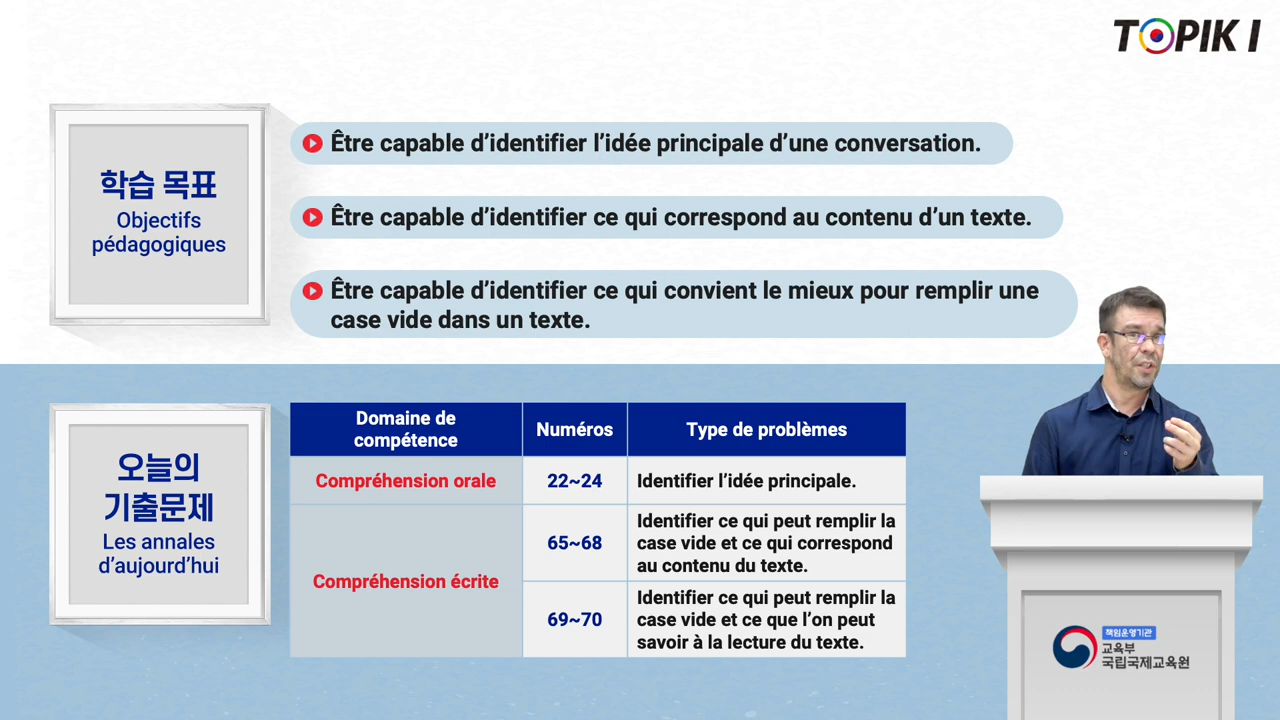 TOPIK I
학습 목표
Objectifs
pédagogiques
Être capable d’identifier l’idée principale d’une conversation.
Être capable d’identifier ce qui correspond au contenu d’un texte.
Être capable d’identifier ce qui convient le mieux pour remplir une
case vide dans un texte.
오늘의
기출문제
Les annales
d’aujourd’hui
Domaine de
compétence
Numéros
Type de problèmes
Compréhension orale
22~24
Identifier l’idée principale.
Compréhension écrite
65~68
Identifier ce qui peut remplir la
case vide et ce qui correspond
au contenu du texte.
69~70
Identifier ce qui peut remplir la
case vide et ce que l’on peut
savoir à la lecture du texte.
책임운영기관
교육부
국립국제교육원